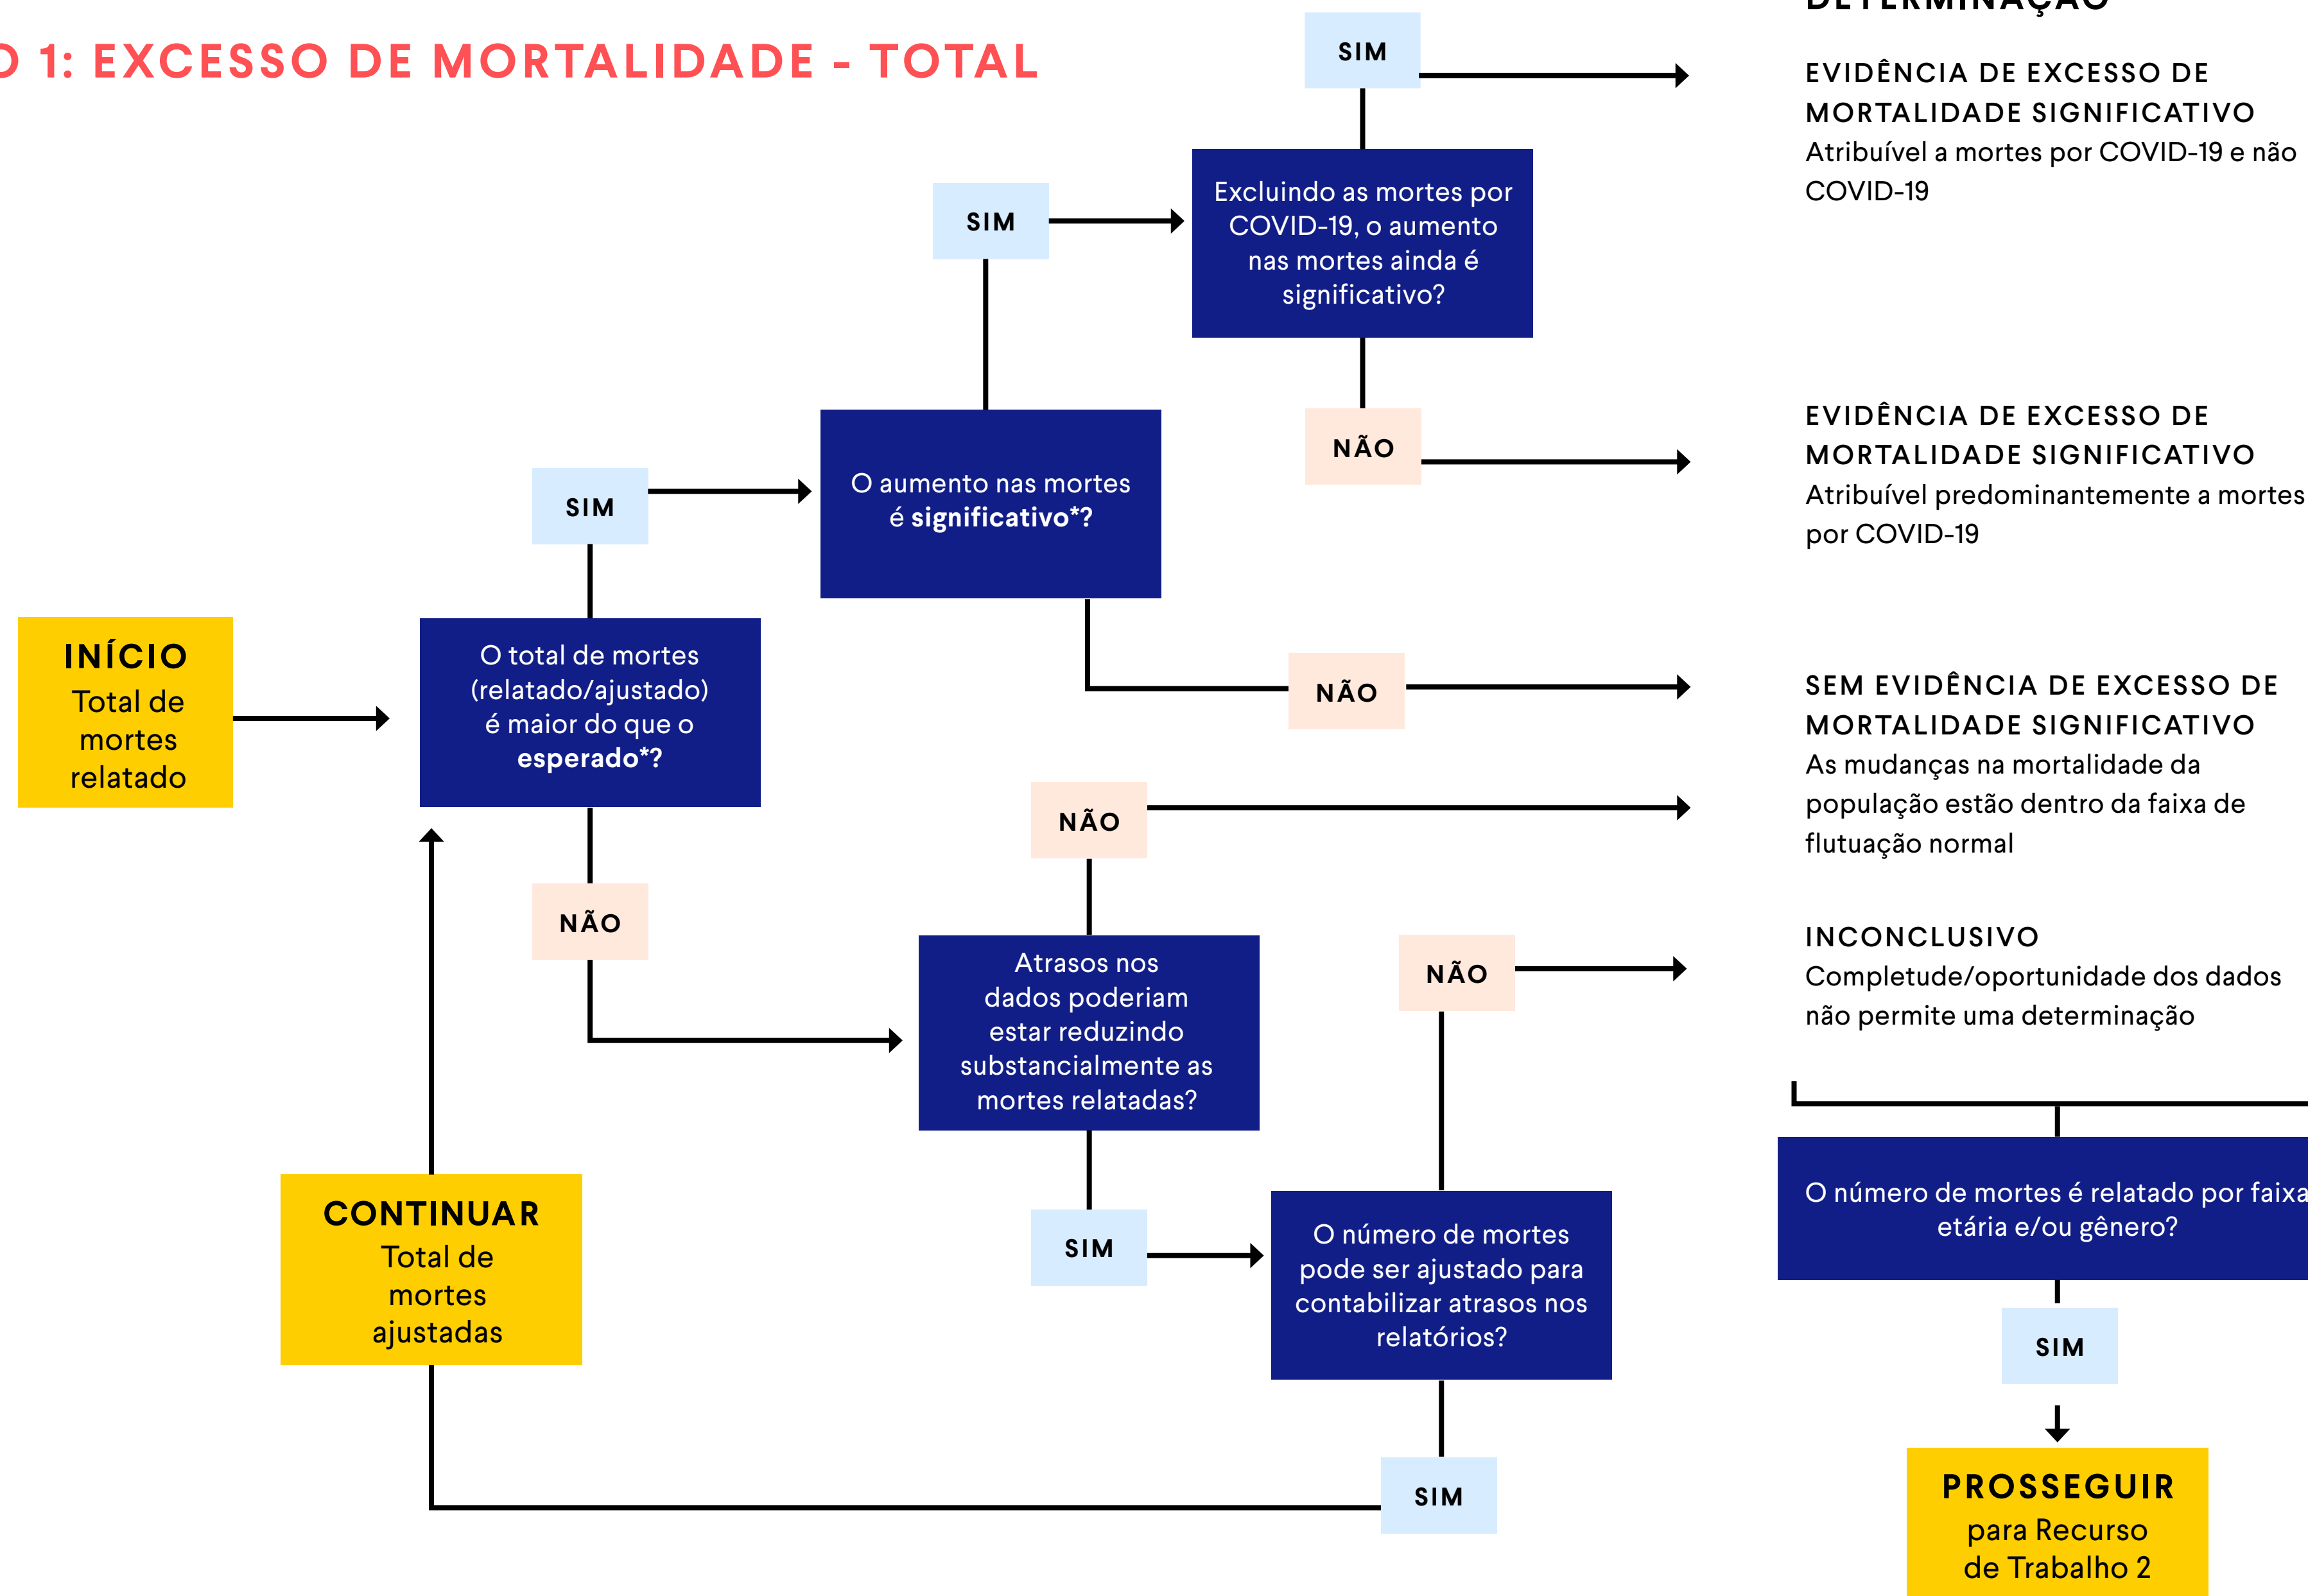 O 1: EXCESSO DE MORTALIDADE - TOTAL
DETERMINAÇÃO
SIM
EVIDÊNCIA DE EXCESSO DE
MORTALIDADE SIGNIFICATIVO
Atribuível a mortes por COVID-19 e não
COVID-19
SIM
Excluindo as mortes por
COVID-19, o aumento
nas mortes ainda é
significativo?
NÃO
EVIDÊNCIA DE EXCESSO DE
MORTALIDADE SIGNIFICATIVO
Atribuível predominantemente a mortes
por COVID-19
SIM
O aumento nas mortes
é significativo*?
INÍCIO
Total de
mortes
relatado
O total de mortes
(relatado/ajustado)
é maior do que o
esperado*?
NÃO
SEM EVIDÊNCIA DE EXCESSO DE
MORTALIDADE SIGNIFICATIVO
As mudanças na mortalidade da
população estão dentro da faixa de
flutuação normal
NÃO
NÃO
Atrasos nos
dados poderiam
estar reduzindo
substancialmente as
mortes relatadas?
NÃO
INCONCLUSIVO
Completude/oportunidade dos dados
não permite uma determinação
CONTINUAR
Total de
mortes
ajustadas
SIM
O número de mortes
pode ser ajustado para
contabilizar atrasos nos
relatórios?
O número de mortes é relatado por faixa
etária e/ou gênero?
SIM
SIM
PROSSEGUIR
para Recurso
de Trabalho 2